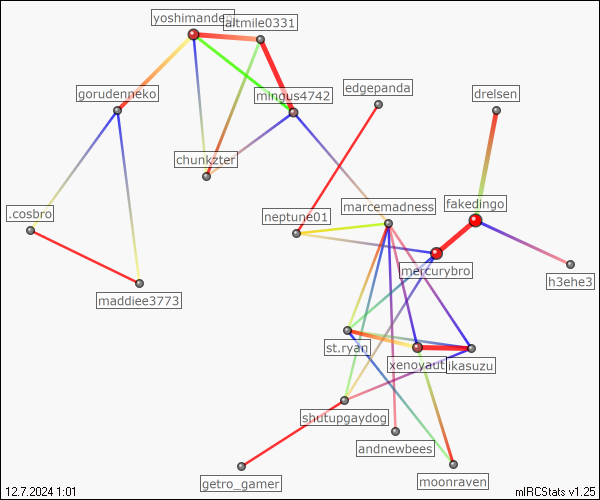 yoshimande
altmile0331
gorudenneko
mingus4742
edgepanda
drelsen
chunkzter
.cosbro
neptune01
marcemadness
fakedingo
maddiee3773
mercurybro
h3ehe3
st.ryan
xenoyaut
ikasuzu
shutupgaydog
andnewbees
getro_gamer
moonraven
12.7.2024 1:01
mIRCStats v1.25